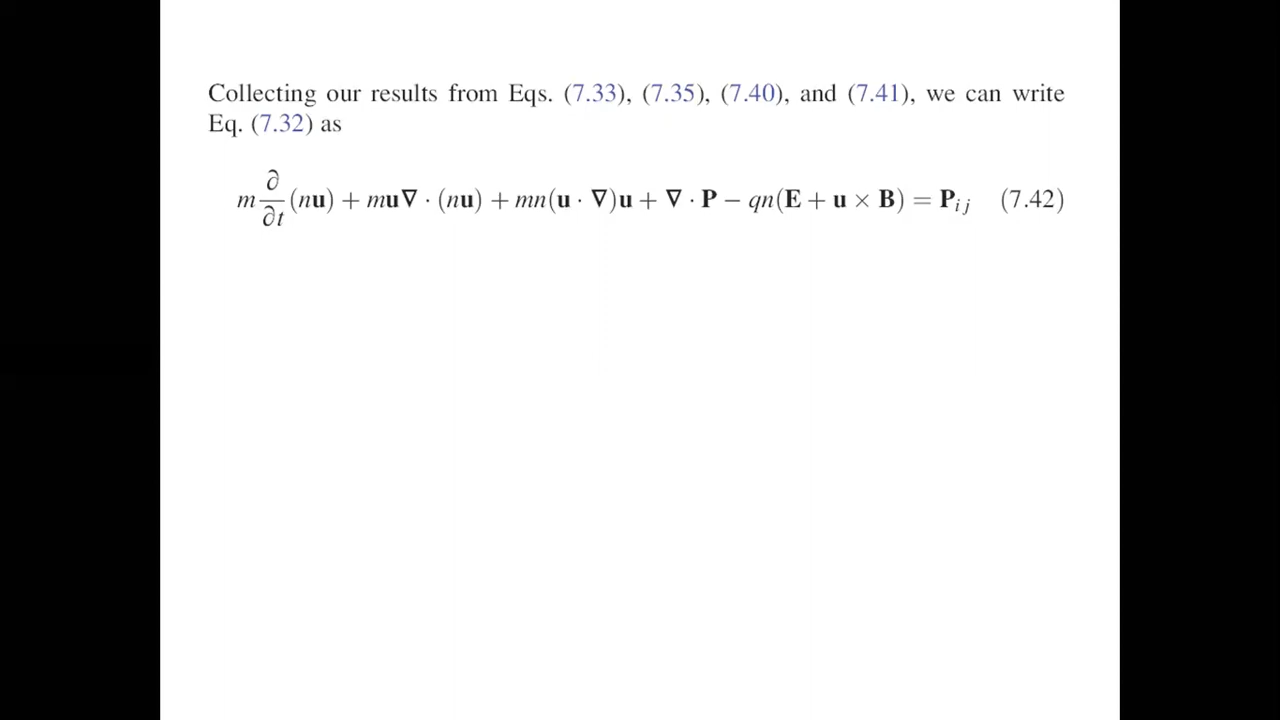 Collecting our results from Eqs. (7.33), (7.35), (7.40), and (7.41), we can write
Eq. (7.32) as
m ∂/∂t (nu) + mu∇ · (nu) + mn(u · ∇)u + ∇ · P − qn(E + u × B) = P_ij (7.42)